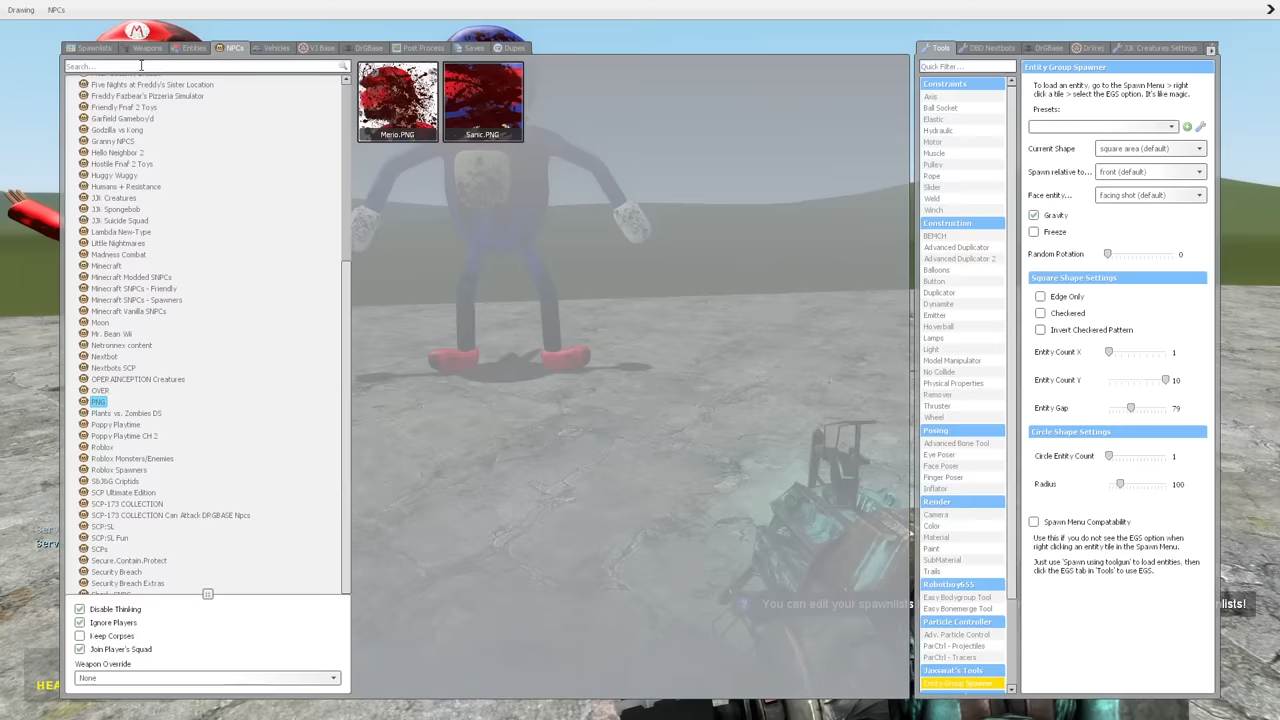 Drawing NPCs
Spawnlists Weapons Entities NPCs Vehicles VJ Base DrGBase Post Process Saves Dupes
Search...
Five Nights at Freddy's Sister Location
Freddy Fazbear's Pizzeria Simulator
Friendly Fnaf 2 Toys
Garfield Gameboy'd
Godzilla vs Kong
Granny NPCS
Hello Neighbor 2
Hostile Fnaf 2 Toys
Huggy Wuggy
Humans + Resistance
JJi. Creatures
JJi. Spongebob
JJi. Suicide Squad
Lambda New-Type
Little Nightmares
Madness Combat
Minecraft
Minecraft Modded SNPCs
Minecraft SNPCs - Friendly
Minecraft SNPCs - Spawners
Minecraft Vanilla SNPCs
Moon
Mr. Bean Wii
Netronnex content
Nextbot
Nextbots SCP
OPERAINCEPTION Creatures
OVER
PNG
Plants vs. Zombies DS
Poppy Playtime
Poppy Playtime CH 2
Roblox
Roblox Monsters/Enemies
Roblox Spawners
S&J&G Criptids
SCP Ultimate Edition
SCP-173 COLLECTION
SCP-173 COLLECTION Can Attack DRGBASE Npcs
SCP:SL
SCP:SL Fun
SCPs
Secure.Contain.Protect
Security Breach
Security Breach Extras
Disable Thinking
Ignore Players
Keep Corpses
Join Player's Squad
Weapon Override
None
Merio.PNG
Sanic.PNG
You can edit your spawnlists
lists!
Tools DBD Nextbots DrGBase DrVrej JJi. Creatures Settings
Quick Filter...
Constraints
Axis
Ball Socket
Elastic
Hydraulic
Motor
Muscle
Pulley
Rope
Slider
Weld
Winch
Construction
BEMCH
Advanced Duplicator
Advanced Duplicator 2
Balloons
Button
Duplicator
Dynamite
Emitter
Hoverball
Lamps
Light
Model Manipulator
No Collide
Physical Properties
Remover
Thruster
Wheel
Posing
Advanced Bone Tool
Eye Poser
Face Poser
Finger Poser
Inflator
Render
Camera
Color
Material
Paint
SubMaterial
Trails
Robotboy655
Easy Bodygroup Tool
Easy Bonemerge Tool
Particle Controller
Adv. Particle Control
ParCtrl - Projectiles
ParCtrl - Tracers
Jaxswat's Tools
Entity Group Spawner
Entity Group Spawner
To load an entity, go to the Spawn Menu > right
click a tile > select the EGS option. It's like magic.
Presets:
Current Shape square area (default)
Spawn relative to... front (default)
Face entity... facing shot (default)
Gravity
Freeze
Random Rotation 0
Square Shape Settings
Edge Only
Checkered
Invert Checkered Pattern
Entity Count X 1
Entity Count Y 10
Entity Gap 79
Circle Shape Settings
Circle Entity Count 1
Radius 100
Spawn Menu Compatability
Use this if you do not see the EGS option when
right clicking an entity tile in the Spawn Menu.
Just use 'Spawn using toolgun' to load entities, then
click the EGS tab in 'Tools' to use EGS.